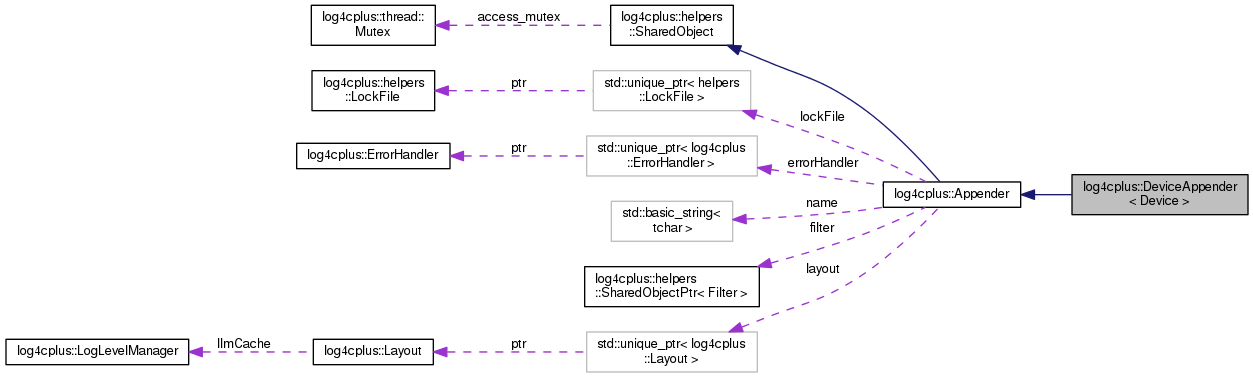 log4cplus::thread::
Mutex
access_mutex
log4cplus::helpers
::SharedObject
log4cplus::helpers
::LockFile
ptr
std::unique_ptr< helpers
::LockFile >
lockFile
log4cplus::ErrorHandler
ptr
std::unique_ptr< log4cplus
::ErrorHandler >
errorHandler
log4cplus::Appender
log4cplus::DeviceAppender
< Device >
std::basic_string<
tchar >
name
filter
log4cplus::helpers
::SharedObjectPtr< Filter >
layout
log4cplus::LogLevelManager
llmCache
log4cplus::Layout
ptr
std::unique_ptr< log4cplus
::Layout >